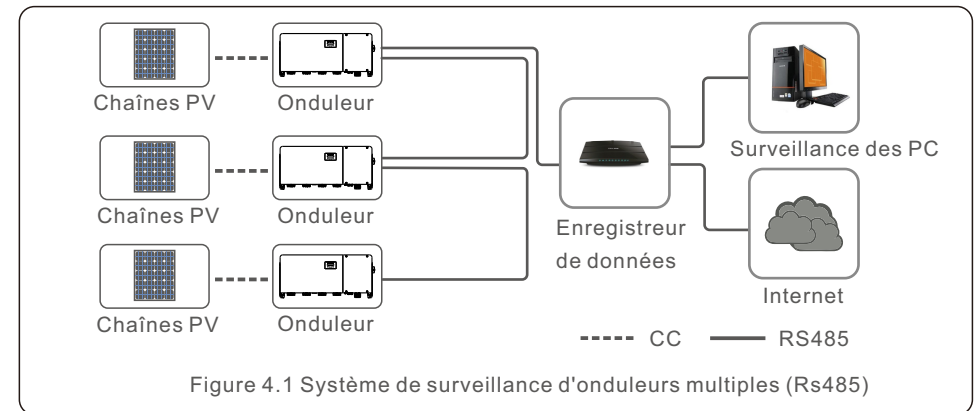 Chaînes PV
Onduleur
Surveillance des PC
Chaînes PV
Onduleur
Enregistreur
de données
Internet
Chaînes PV
Onduleur
CC
RS485
Figure 4.1 Système de surveillance d'onduleurs multiples (Rs485)